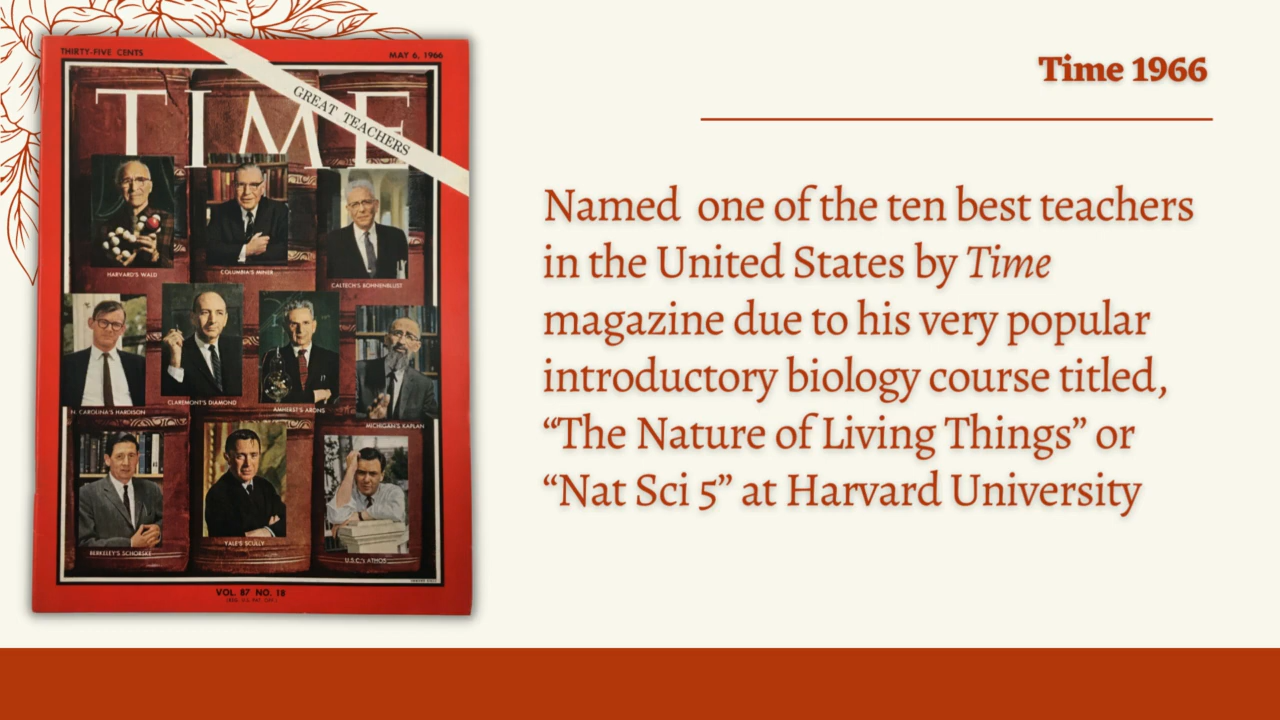 THIRTY-FIVE CENTS
MAY 6, 1966
TIME
GREAT TEACHERS
HARVARD'S WALD
COLUMBIA'S MINER
CALTECH'S BOHNENBLUST
N. CAROLINA'S HARDISON
CLAREMONT'S DIAMOND
AMHERST'S ARONS
MICHIGAN'S KAPLAN
BERKELEY'S SCHORSKE
YALE'S SCULLY
U.S.C.'s ATHOS
VOL. 87 NO. 18
Time 1966
Named one of the ten best teachers
in the United States by Time
magazine due to his very popular
introductory biology course titled,
“The Nature of Living Things” or
“Nat Sci 5” at Harvard University